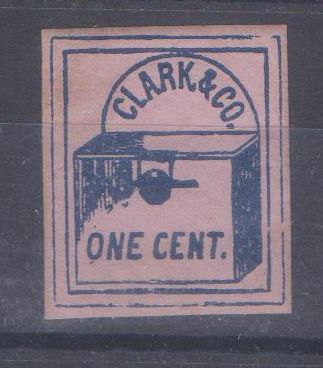 CLARK & CO.
ONE CENT.